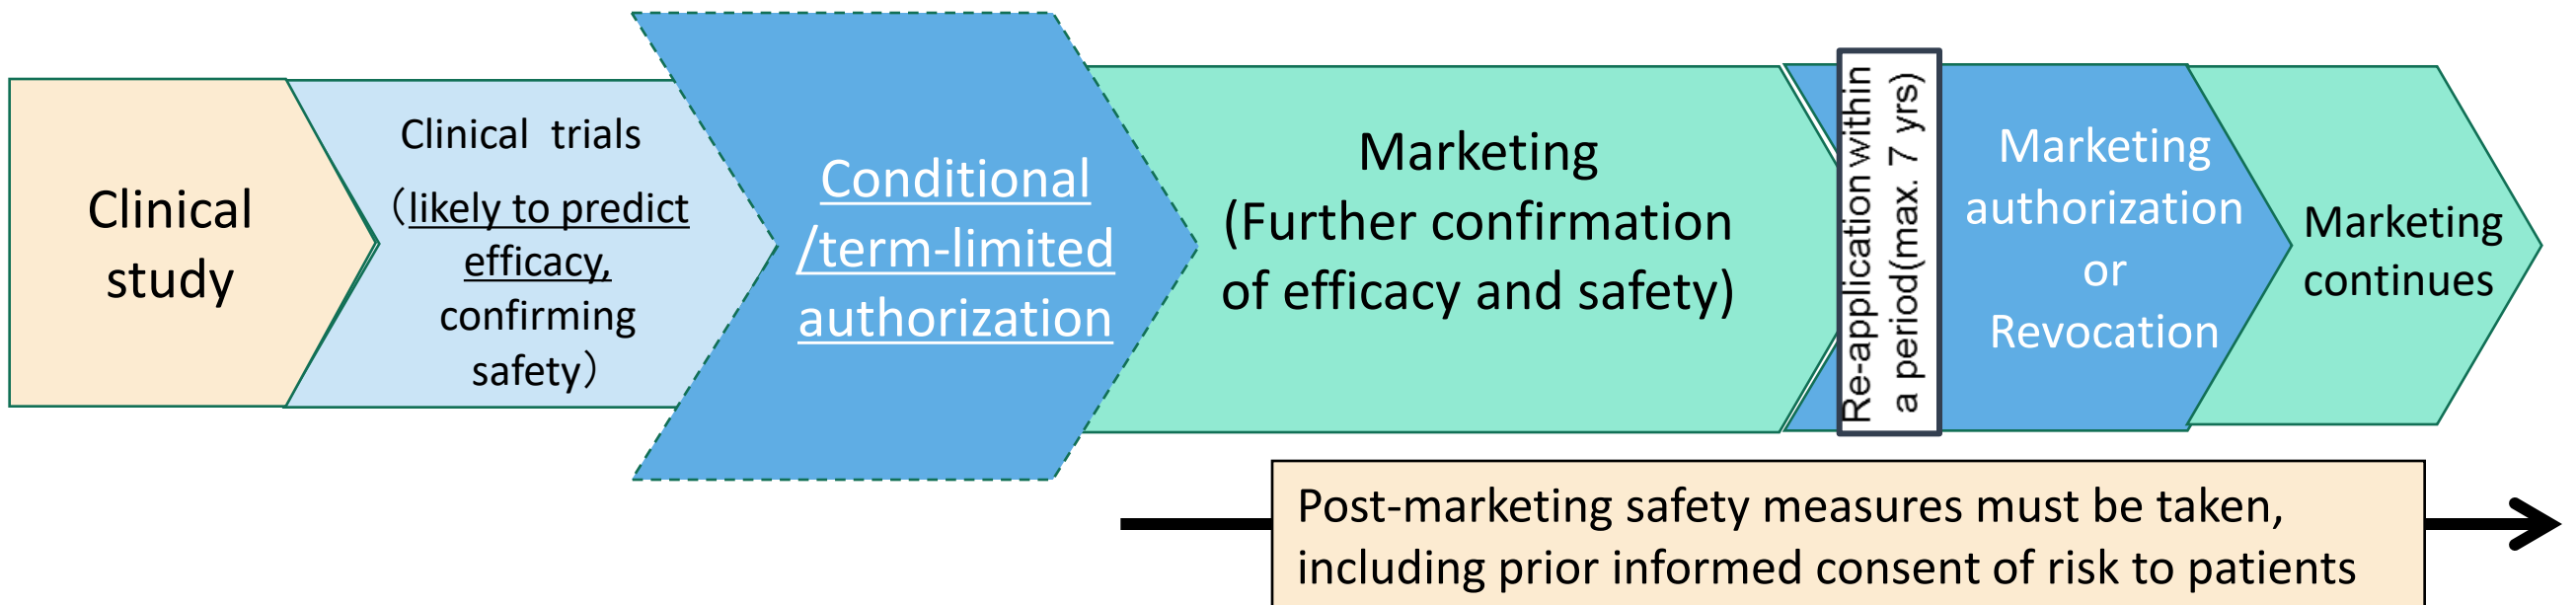 Clinical
study
Clinical trials
（likely to predict
efficacy,
confirming
safety）
Conditional
/term-limited
authorization
Marketing
(Further confirmation
of efficacy and safety)
Re-application within
a period(max. 7 yrs)
Marketing
authorization
or
Revocation
Marketing
continues
Post-marketing safety measures must be taken,
including prior informed consent of risk to patients